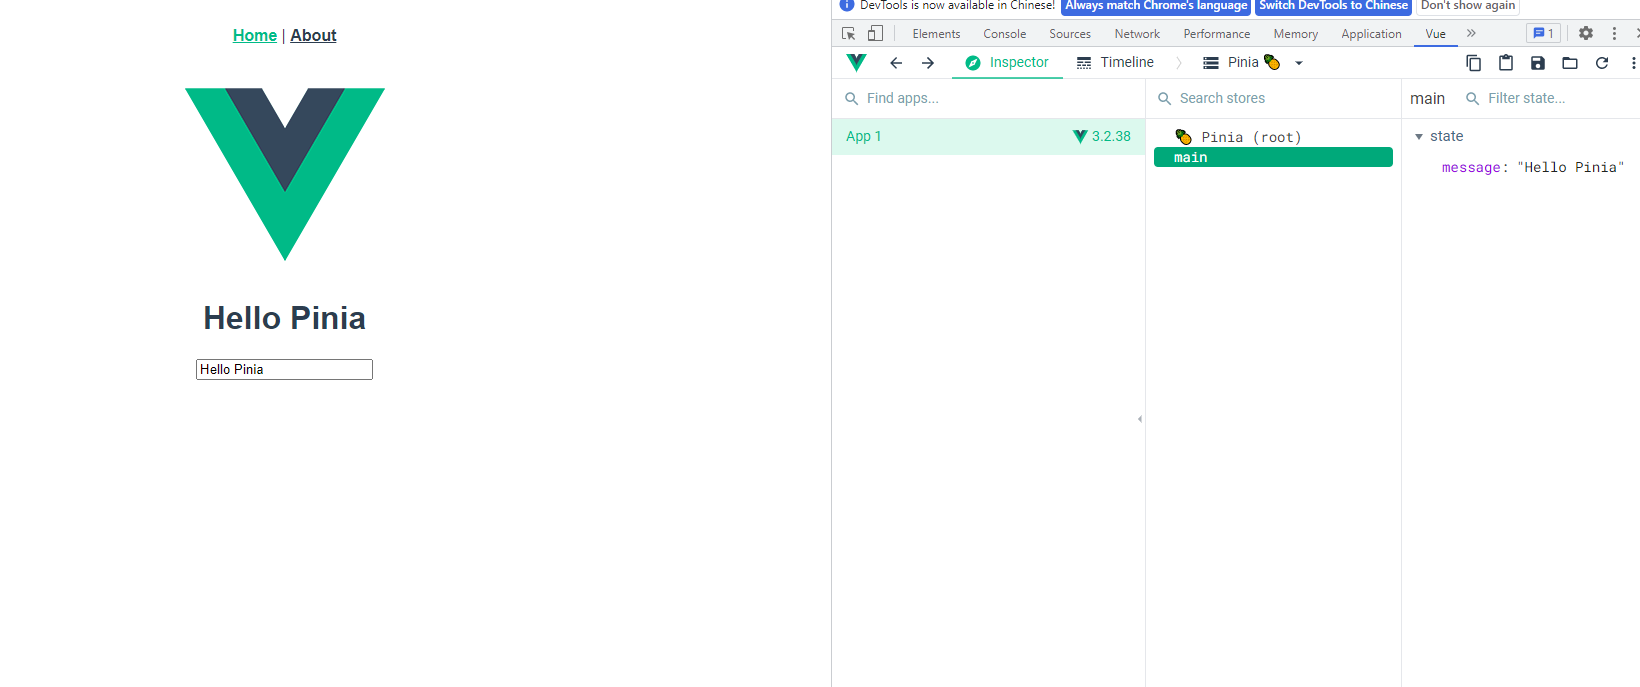 Home | About
Hello Pinia
Hello Pinia
DevTools is now available in Chinese! Always match Chrome's language Switch DevTools to Chinese Don't show again
Elements Console Sources Network Performance Memory Application Vue » 1
Inspector Timeline Pinia 🍍
Find apps...
App 1 3.2.38
Search stores
🍍 Pinia (root)
main
main Filter state...
state
message: "Hello Pinia"